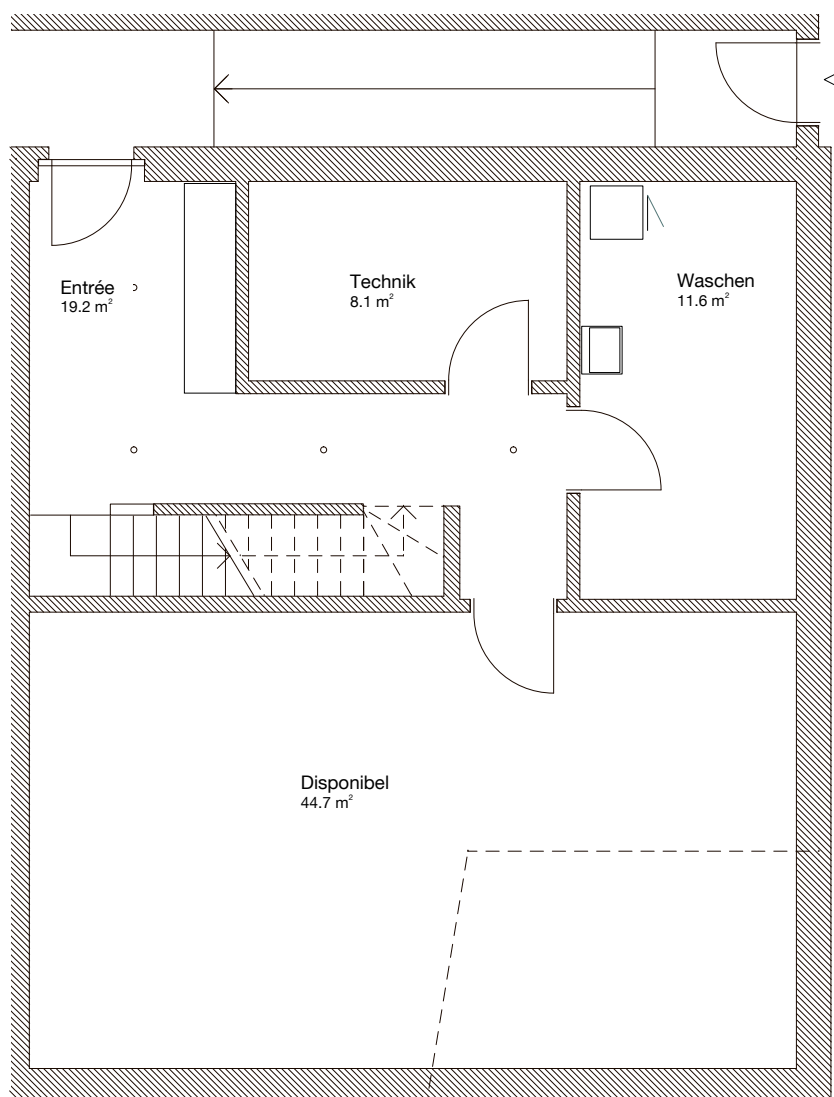 Entrée
19.2 m²
Technik
8.1 m²
Waschen
11.6 m²
Disponibel
44.7 m²